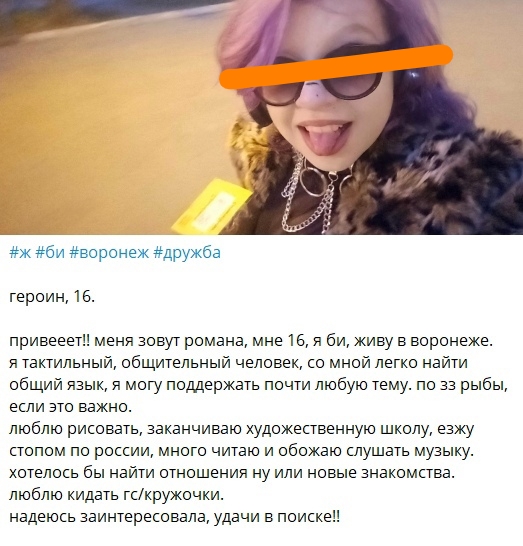 #ж #би #воронеж #дружба
героин, 16.
привееет!! меня зовут романа, мне 16, я би, живу в воронеже.
я тактильный, общительный человек, со мной легко найти
общий язык, я могу поддержать почти любую тему. по зз рыбы,
если это важно.
люблю рисовать, заканчиваю художественную школу, езжу
стопом по россии, много читаю и обожаю слушать музыку.
хотелось бы найти отношения ну или новые знакомства.
люблю кидать гс/кружочки.
надеюсь заинтересовала, удачи в поиске!!